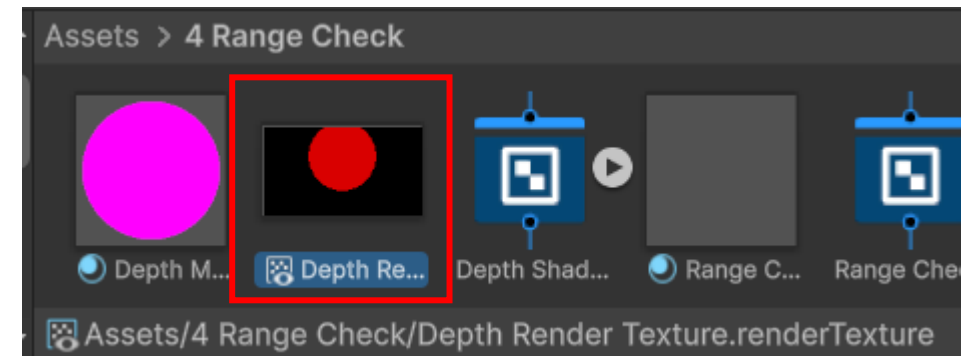 Assets > 4 Range Check
Depth M...
Depth Re...
Depth Shad...
Range C...
Range Che
Assets/4 Range Check/Depth Render Texture.renderTexture